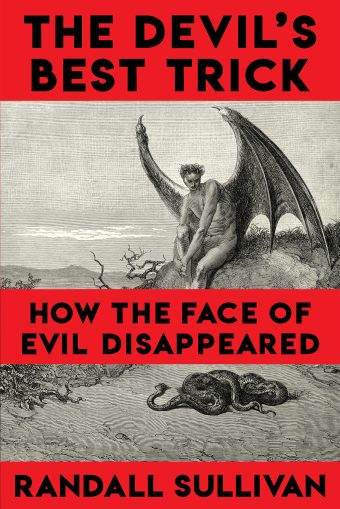 THE DEVIL'S
BEST TRICK
HOW THE FACE OF
EVIL DISAPPEARED
RANDALL SULLIVAN